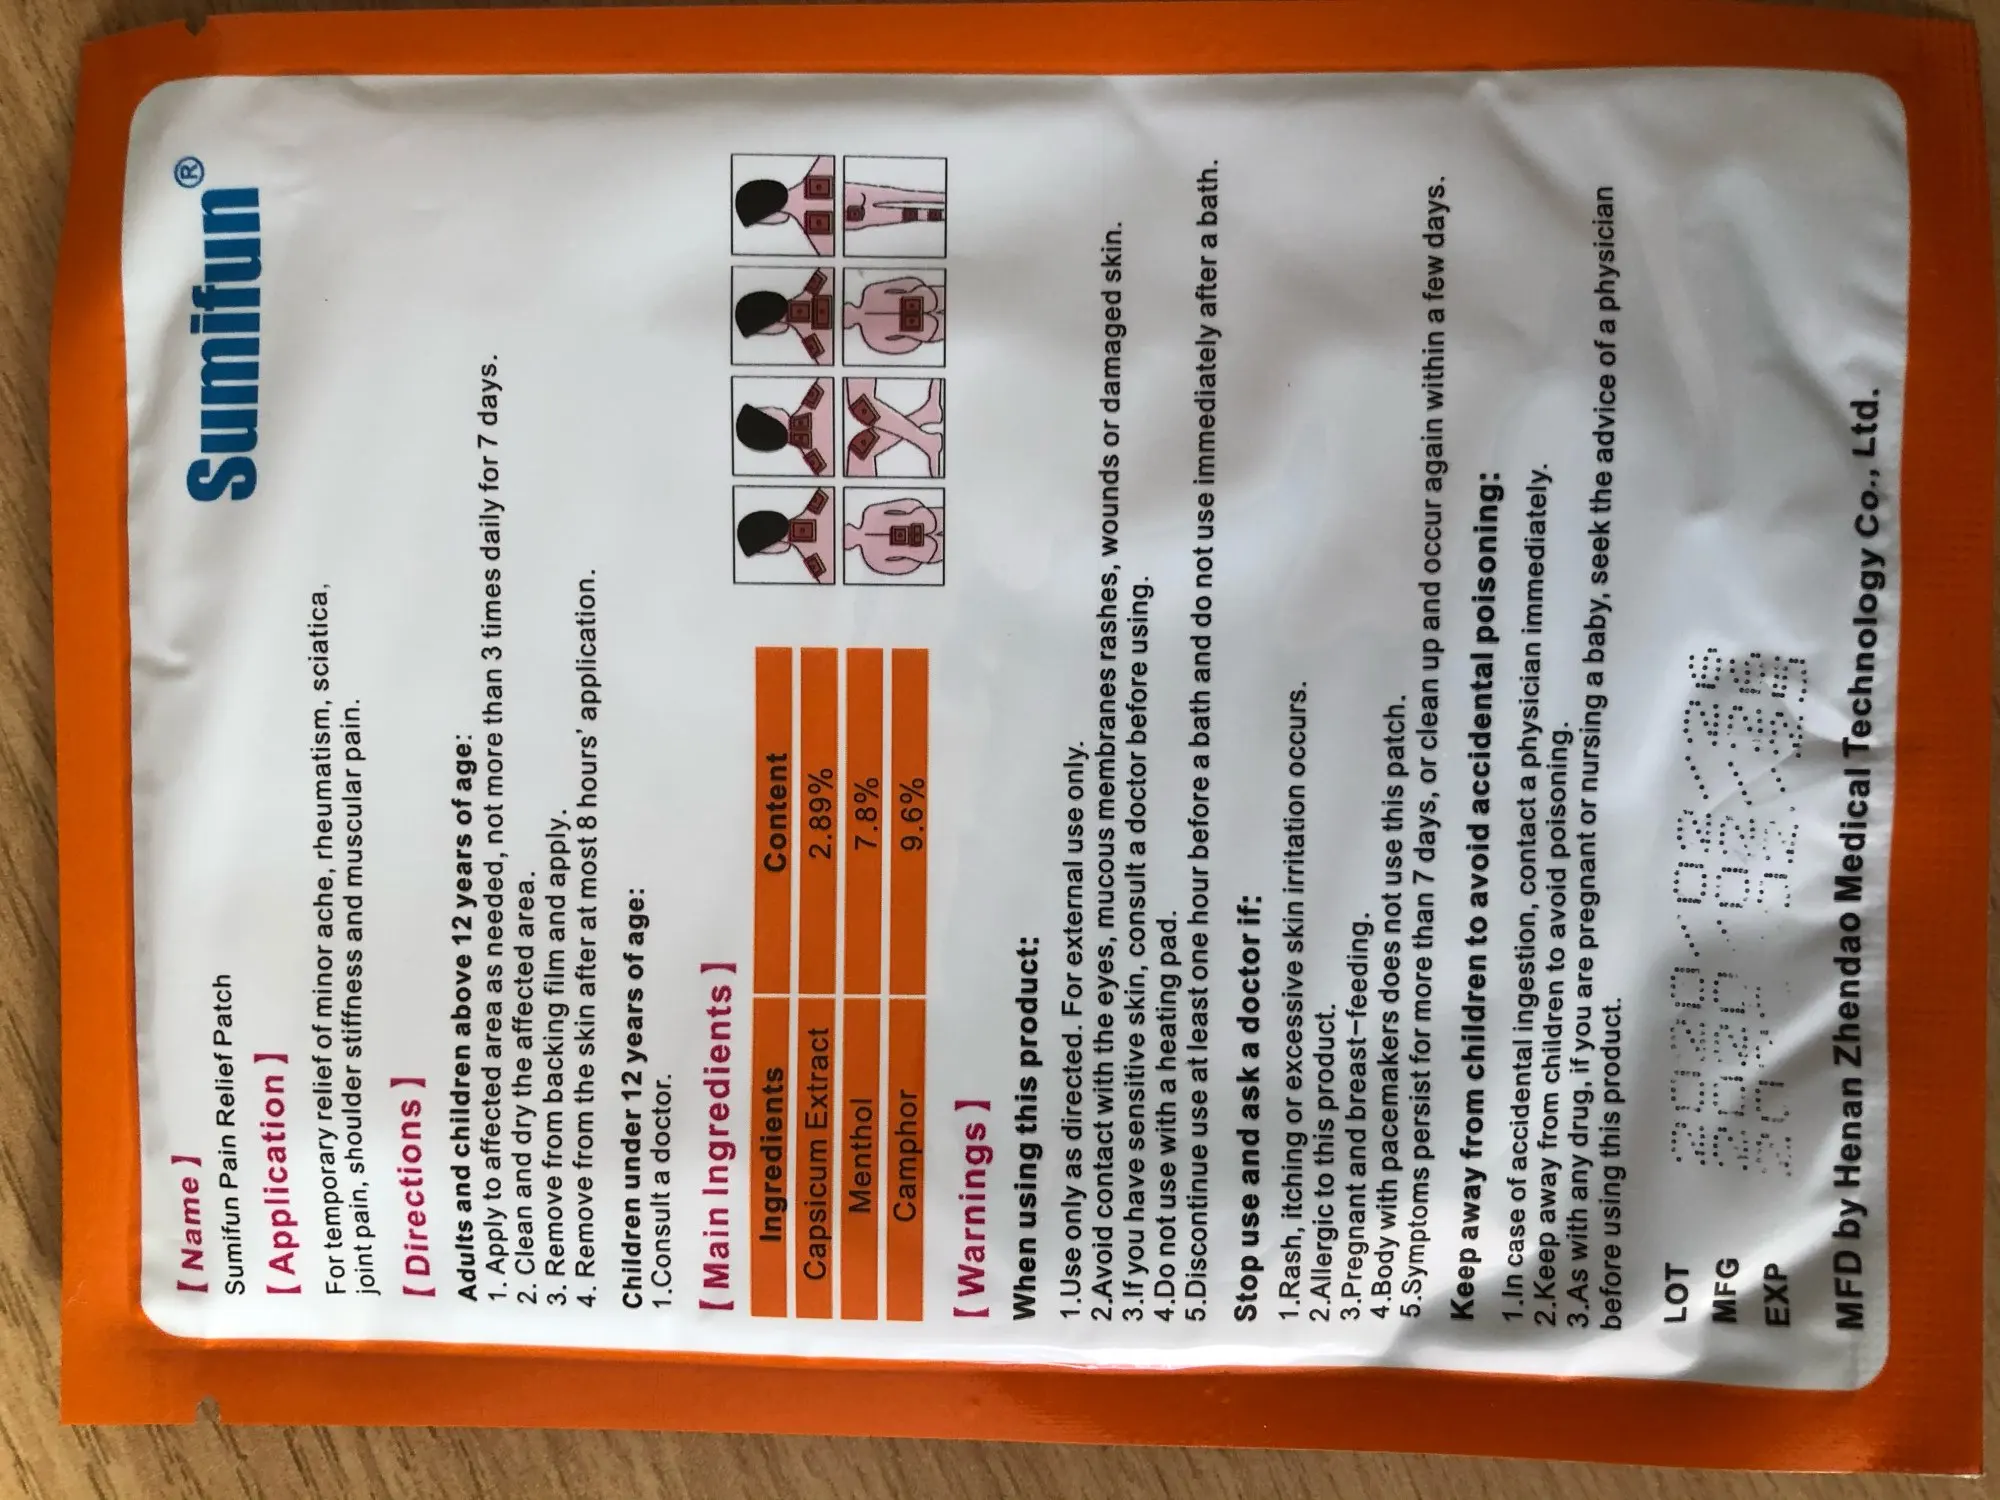 Sumifun®
【Name】
Sumifun Pain Relief Patch
【Application】
For temporary relief of minor ache, rheumatism, sciatica,
joint pain, shoulder stiffness and muscular pain.
【Directions】
Adults and children above 12 years of age:
1. Apply to affected area as needed, not more than 3 times daily for 7 days.
2. Clean and dry the affected area.
3. Remove from backing film and apply.
4. Remove from the skin after at most 8 hours' application.
Children under 12 years of age:
1.Consult a doctor.
【Main Ingredients】
Ingredients Content
Capsicum Extract 2.89%
Menthol 7.8%
Camphor 9.6%
【Warnings】
When using this product:
1.Use only as directed. For external use only.
2.Avoid contact with the eyes, mucous membranes rashes, wounds or damaged skin.
3.If you have sensitive skin, consult a doctor before using.
4.Do not use with a heating pad.
5.Discontinue use at least one hour before a bath and do not use immediately after a bath.
Stop use and ask a doctor if:
1.Rash, itching or excessive skin irritation occurs.
2.Allergic to this product.
3.Pregnant and breast-feeding.
4.Body with pacemakers does not use this patch.
5.Symptoms persist for more than 7 days, or clean up and occur again within a few days.
Keep away from children to avoid accidental poisoning:
1.In case of accidental ingestion, contact a physician immediately.
2.Keep away from children to avoid poisoning.
3.As with any drug, if you are pregnant or nursing a baby, seek the advice of a physician
before using this product.
LOT
MFG
EXP
MFD by Henan Zhendao Medical Technology Co., Ltd.